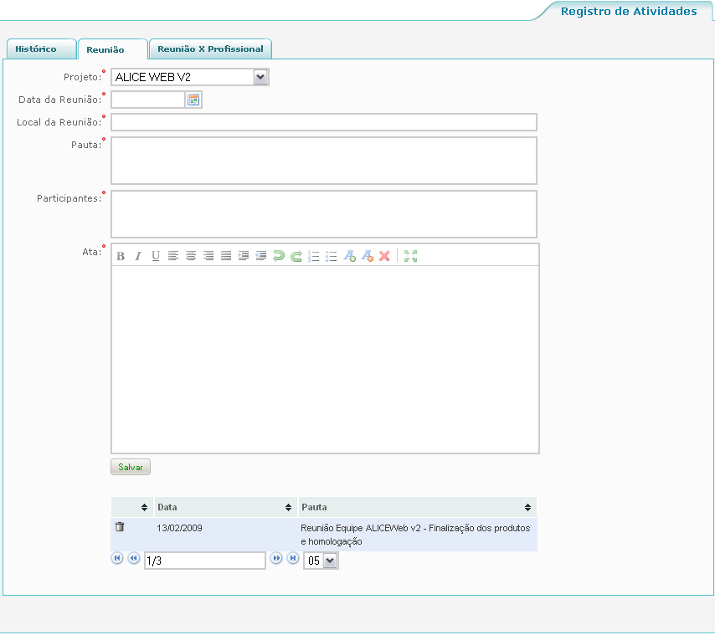 Registro de Atividades
Histórico
Reunião
Reunião X Profissional
Projeto:* ALICE WEB V2
Data da Reunião:*
Local da Reunião:*
Pauta:*
Participantes:*
Ata:*
B I U
Salvar
Data Pauta
13/02/2009 Reunião Equipe ALICEWeb v2 - Finalização dos produtos
e homologação
1/3 05